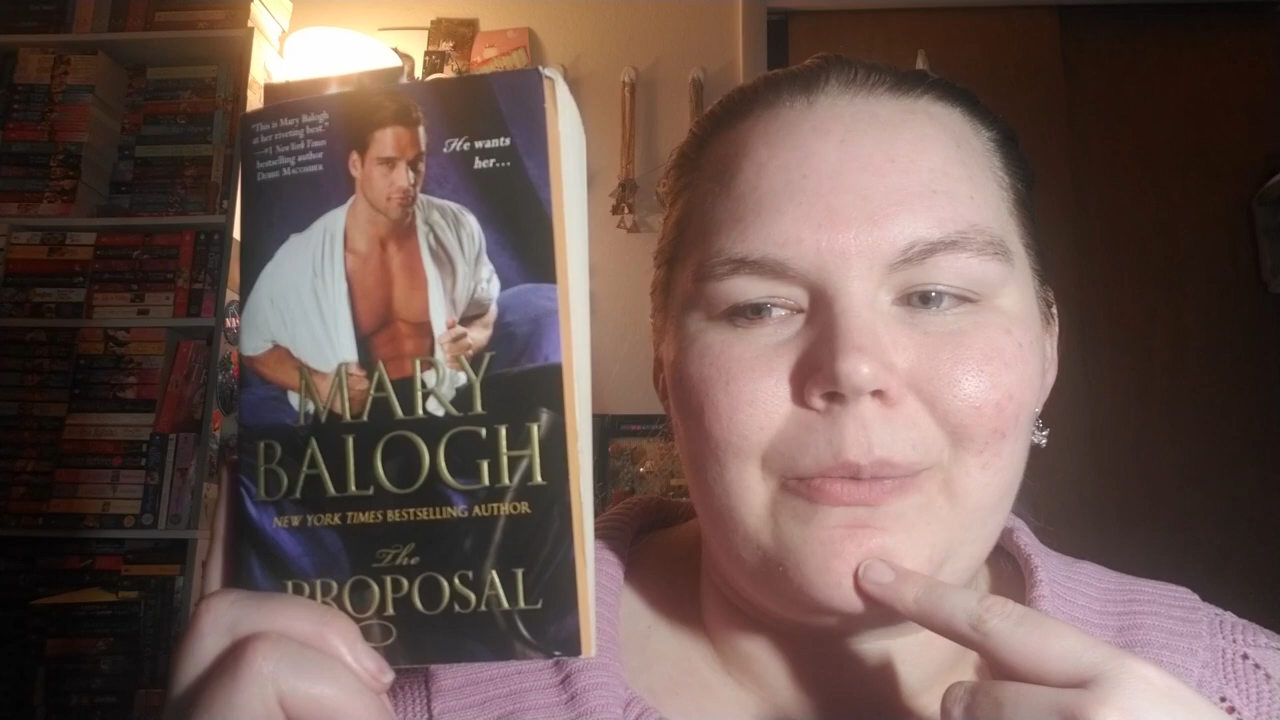 "This is Mary Balogh
at her riveting best."
—#1 New York Times
bestselling author
DEBBIE MACOMBER
He wants
her...
MARY
BALOGH
NEW YORK TIMES BESTSELLING AUTHOR
The
PROPOSAL